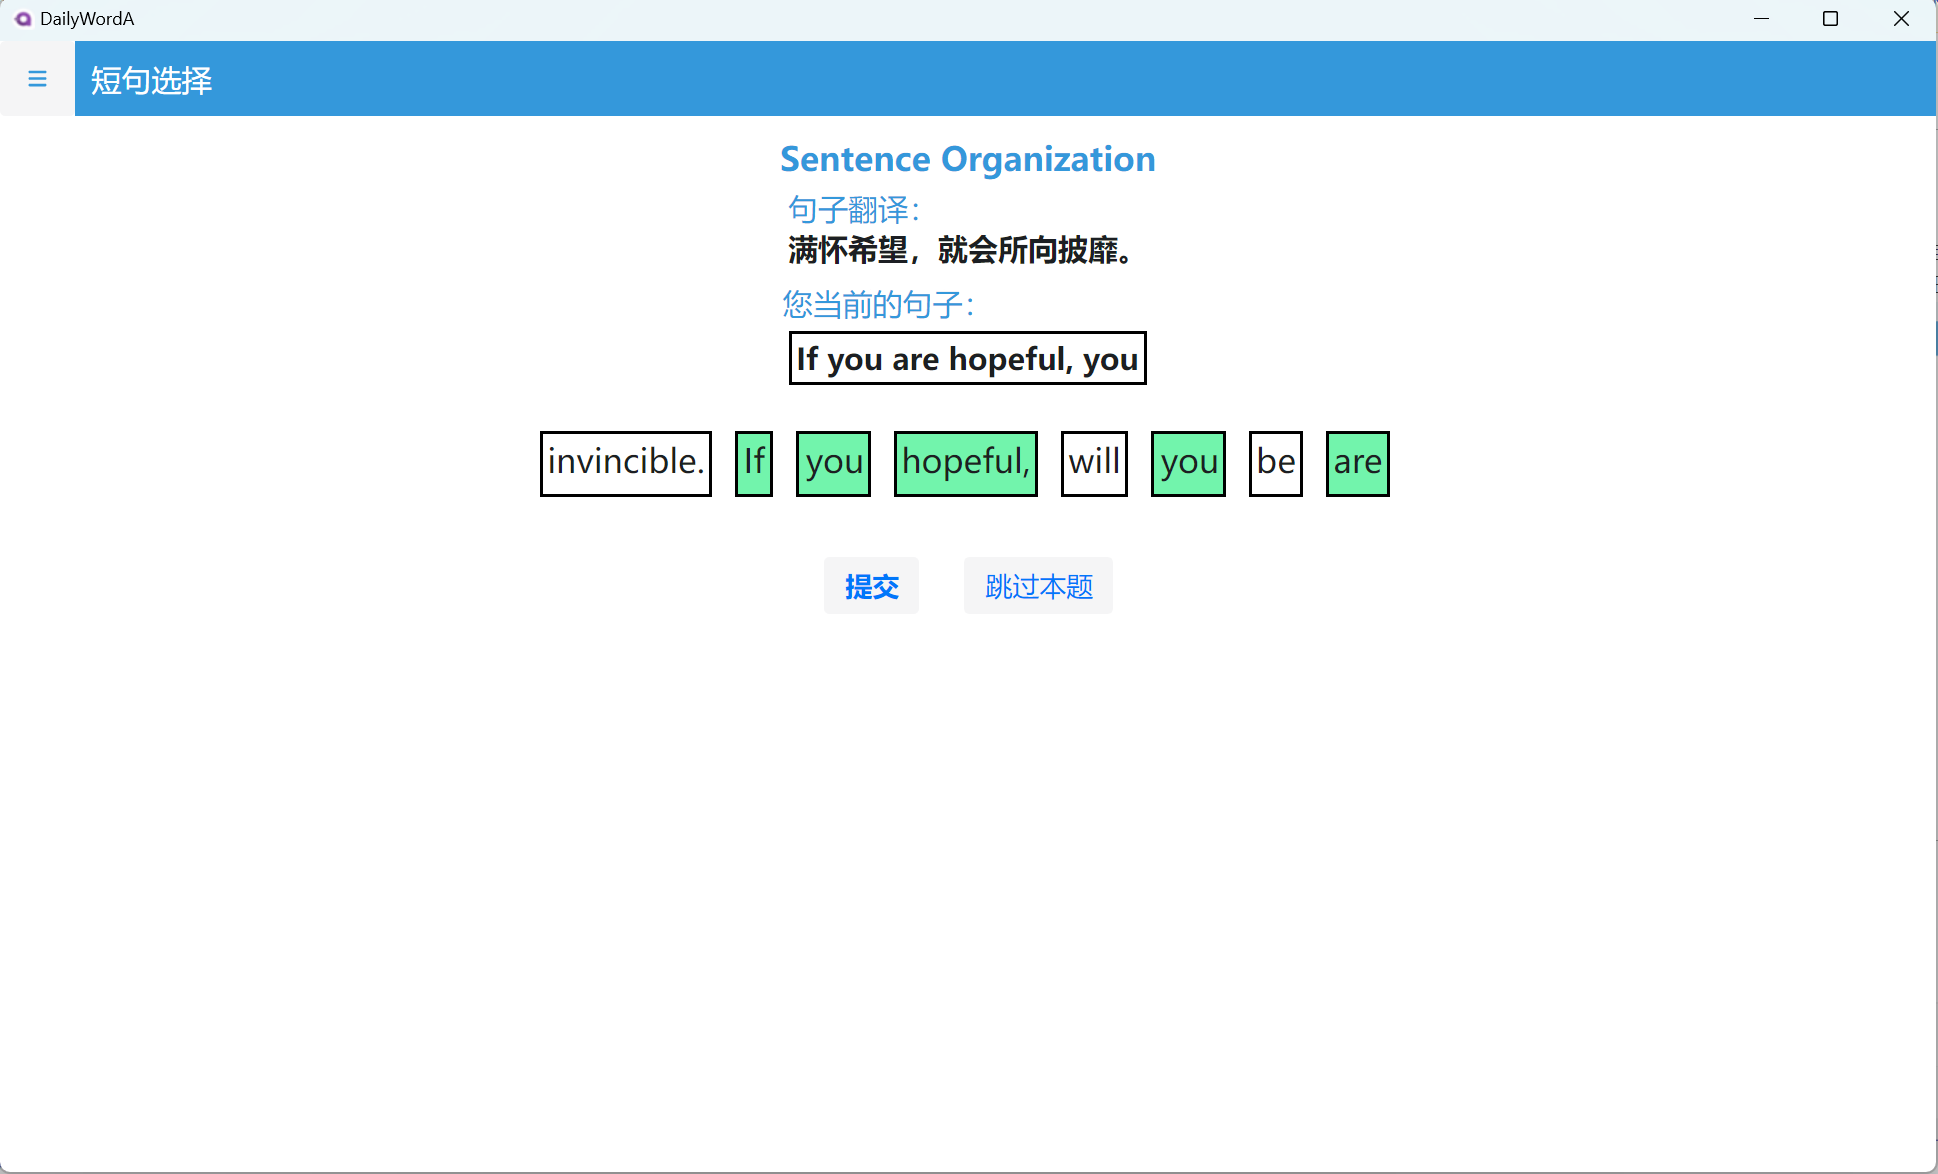 DailyWordA
短句选择
Sentence Organization
句子翻译：
满怀希望，就会所向披靡。
您当前的句子：
If you are hopeful, you
invincible. If you hopeful, will you be are
提交 跳过本题